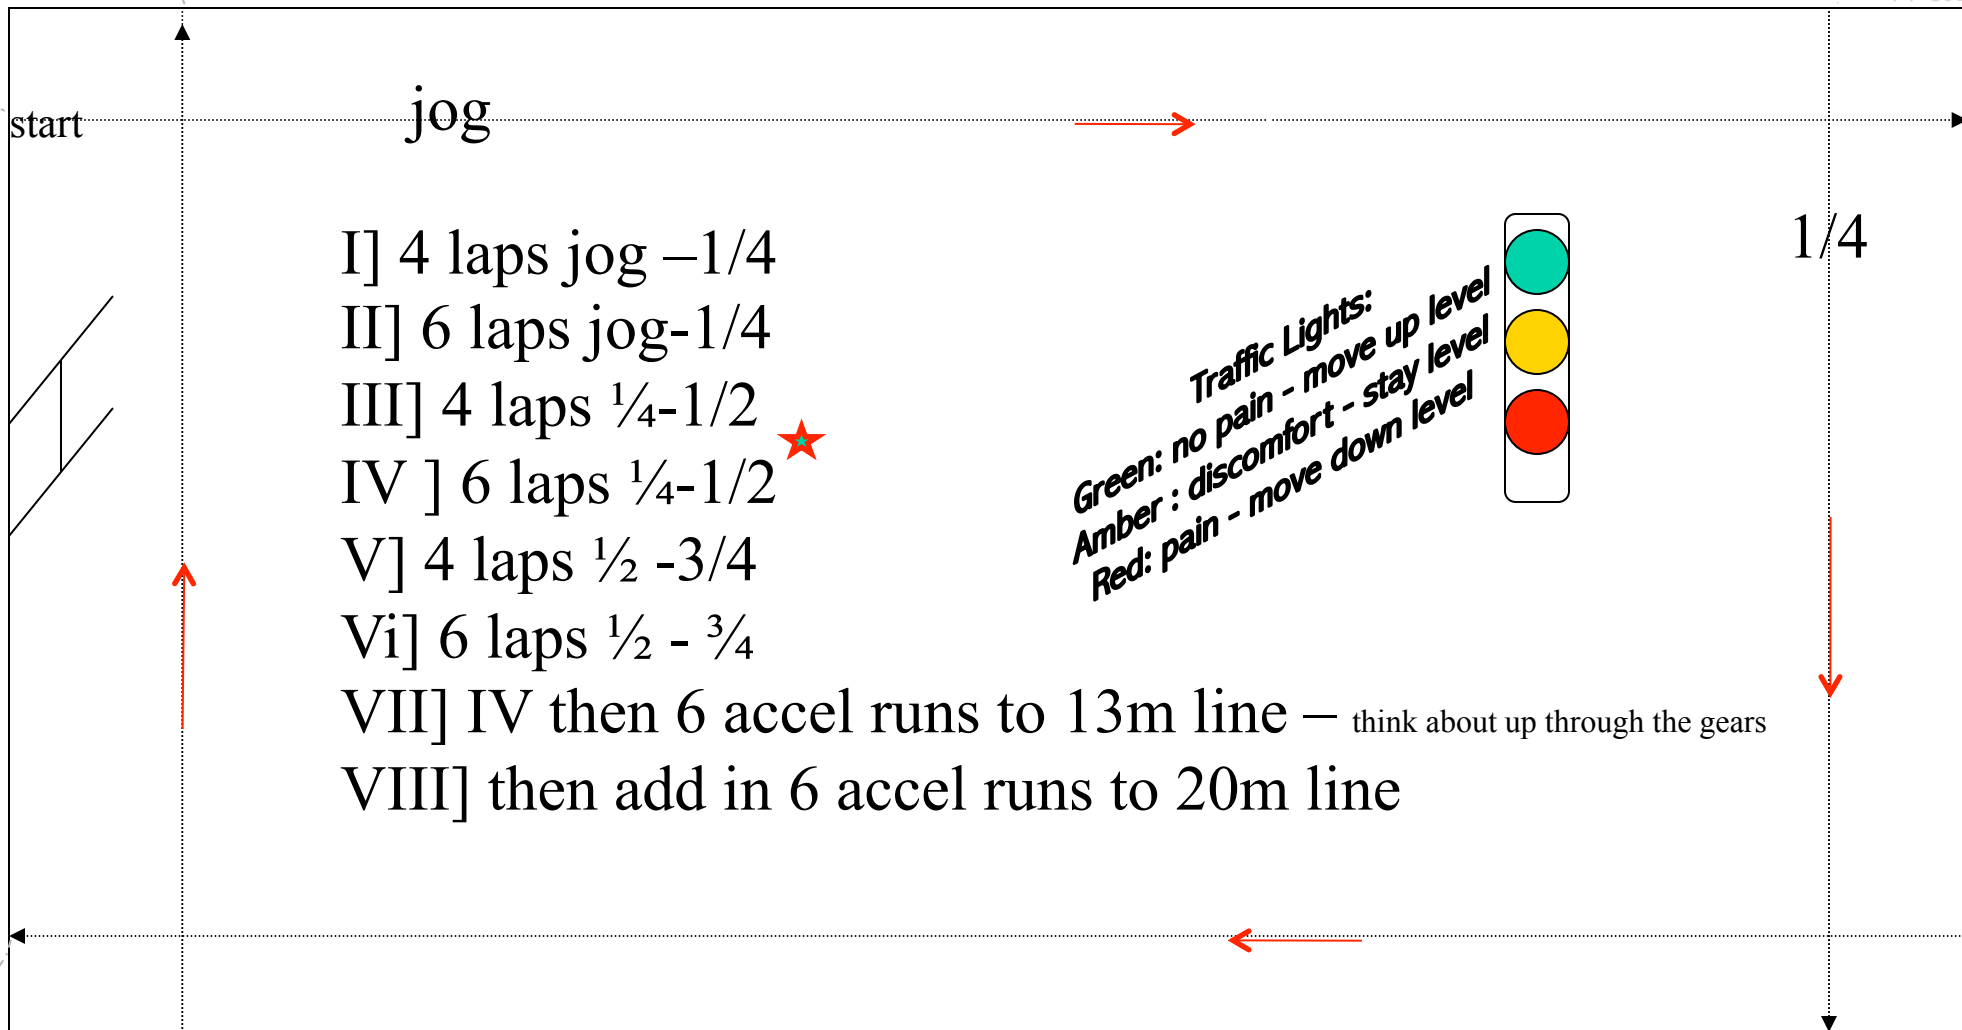 jog
start
1/4
I] 4 laps jog –1/4
II] 6 laps jog-1/4
III] 4 laps ¼-1/2
IV ] 6 laps ¼-1/2
V] 4 laps ½ -3/4
Vi] 6 laps ½ - ¾
VII] IV then 6 accel runs to 13m line – think about up through the gears
VIII] then add in 6 accel runs to 20m line
Traffic Lights:
Green: no pain - move up level
Amber : discomfort - stay level
Red: pain - move down level